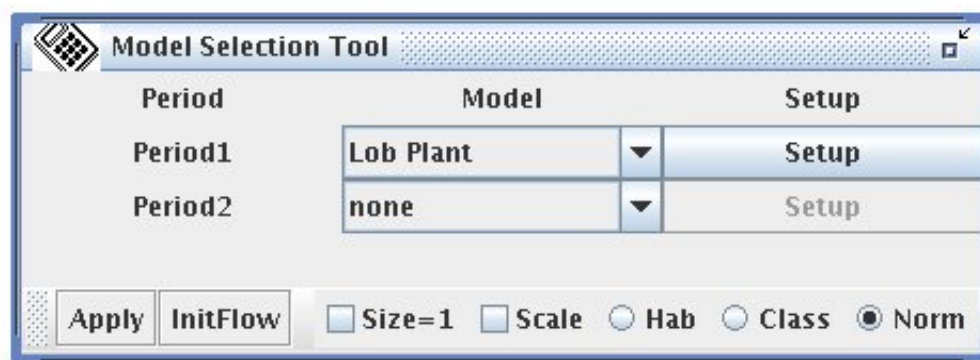 Model Selection Tool
Period Model Setup
Period1 Lob Plant Setup
Period2 none Setup
Apply InitFlow Size=1 Scale Hab Class Norm